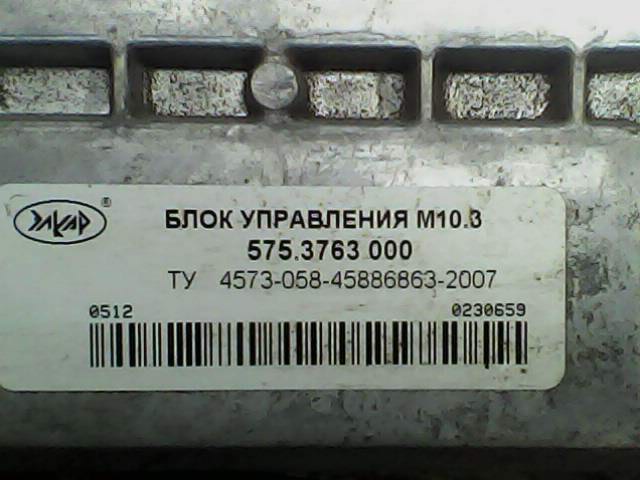 ЭЛКАР®
БЛОК УПРАВЛЕНИЯ М10.3
575.3763 000
ТУ 4573-058-45886863-2007
0512 0230659